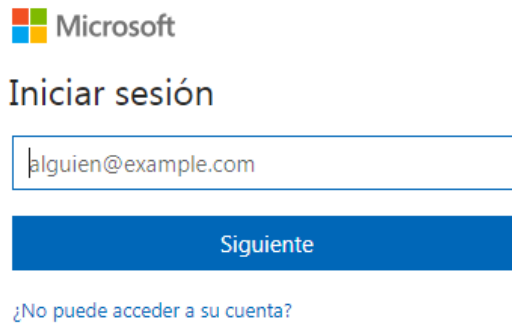 Microsoft
Iniciar sesión
alguien@example.com
Siguiente
¿No puede acceder a su cuenta?